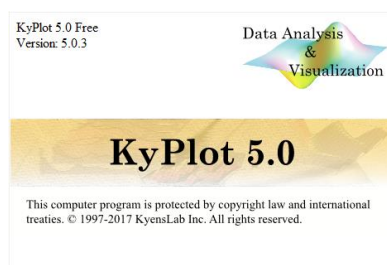 KyPlot 5.0 Free
Version: 5.0.3
Data Analysis
&
Visualization
KyPlot 5.0
This computer program is protected by copyright law and international
treaties. © 1997-2017 KyensLab Inc. All rights reserved.